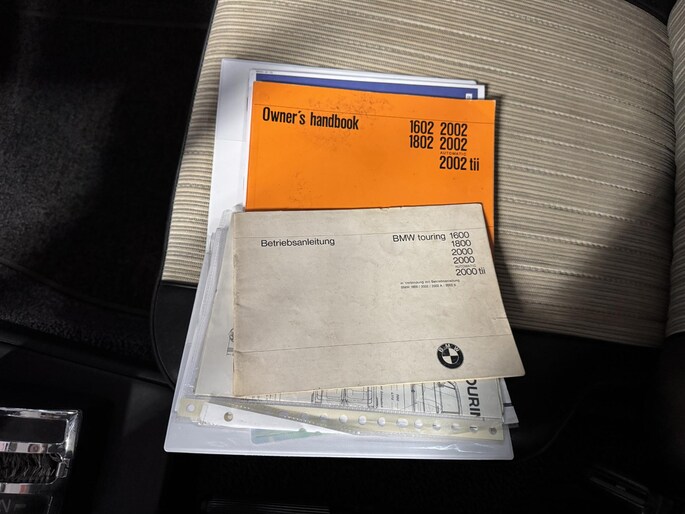 Owner's handbook
1602 2002
1802 2002
AUTOMATIC
2002 tii
Betriebsanleitung
BMW touring 1600
1800
2000
2000
AUTOMATIC
2000 tii
BMW
TOURIN
N